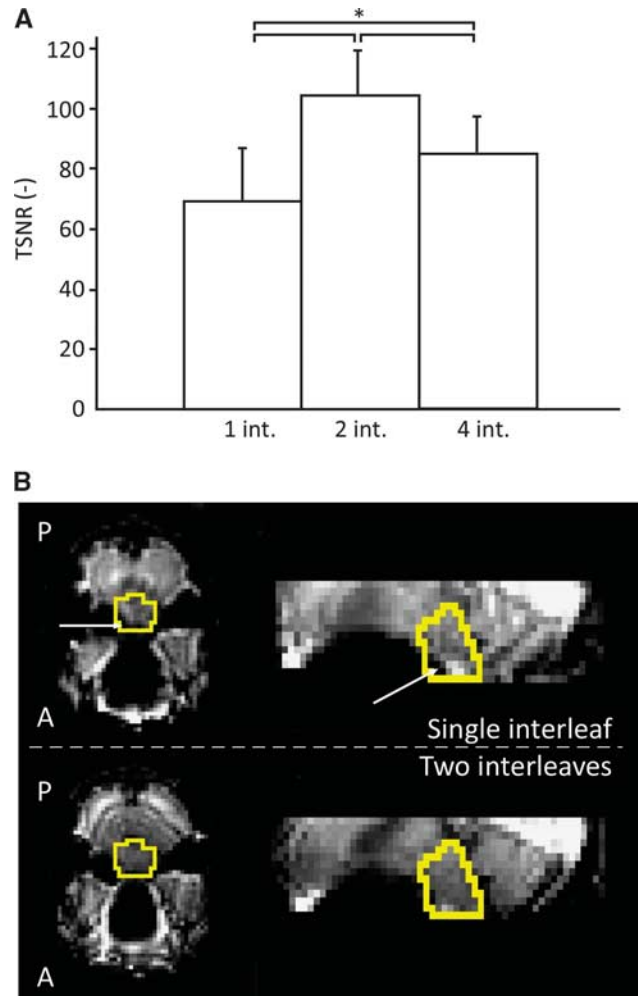 A
*
TSNR (-)
120
100
80
60
40
20
0
1 int.
2 int.
4 int.
B
P
A
Single interleaf
Two interleaves
P
A